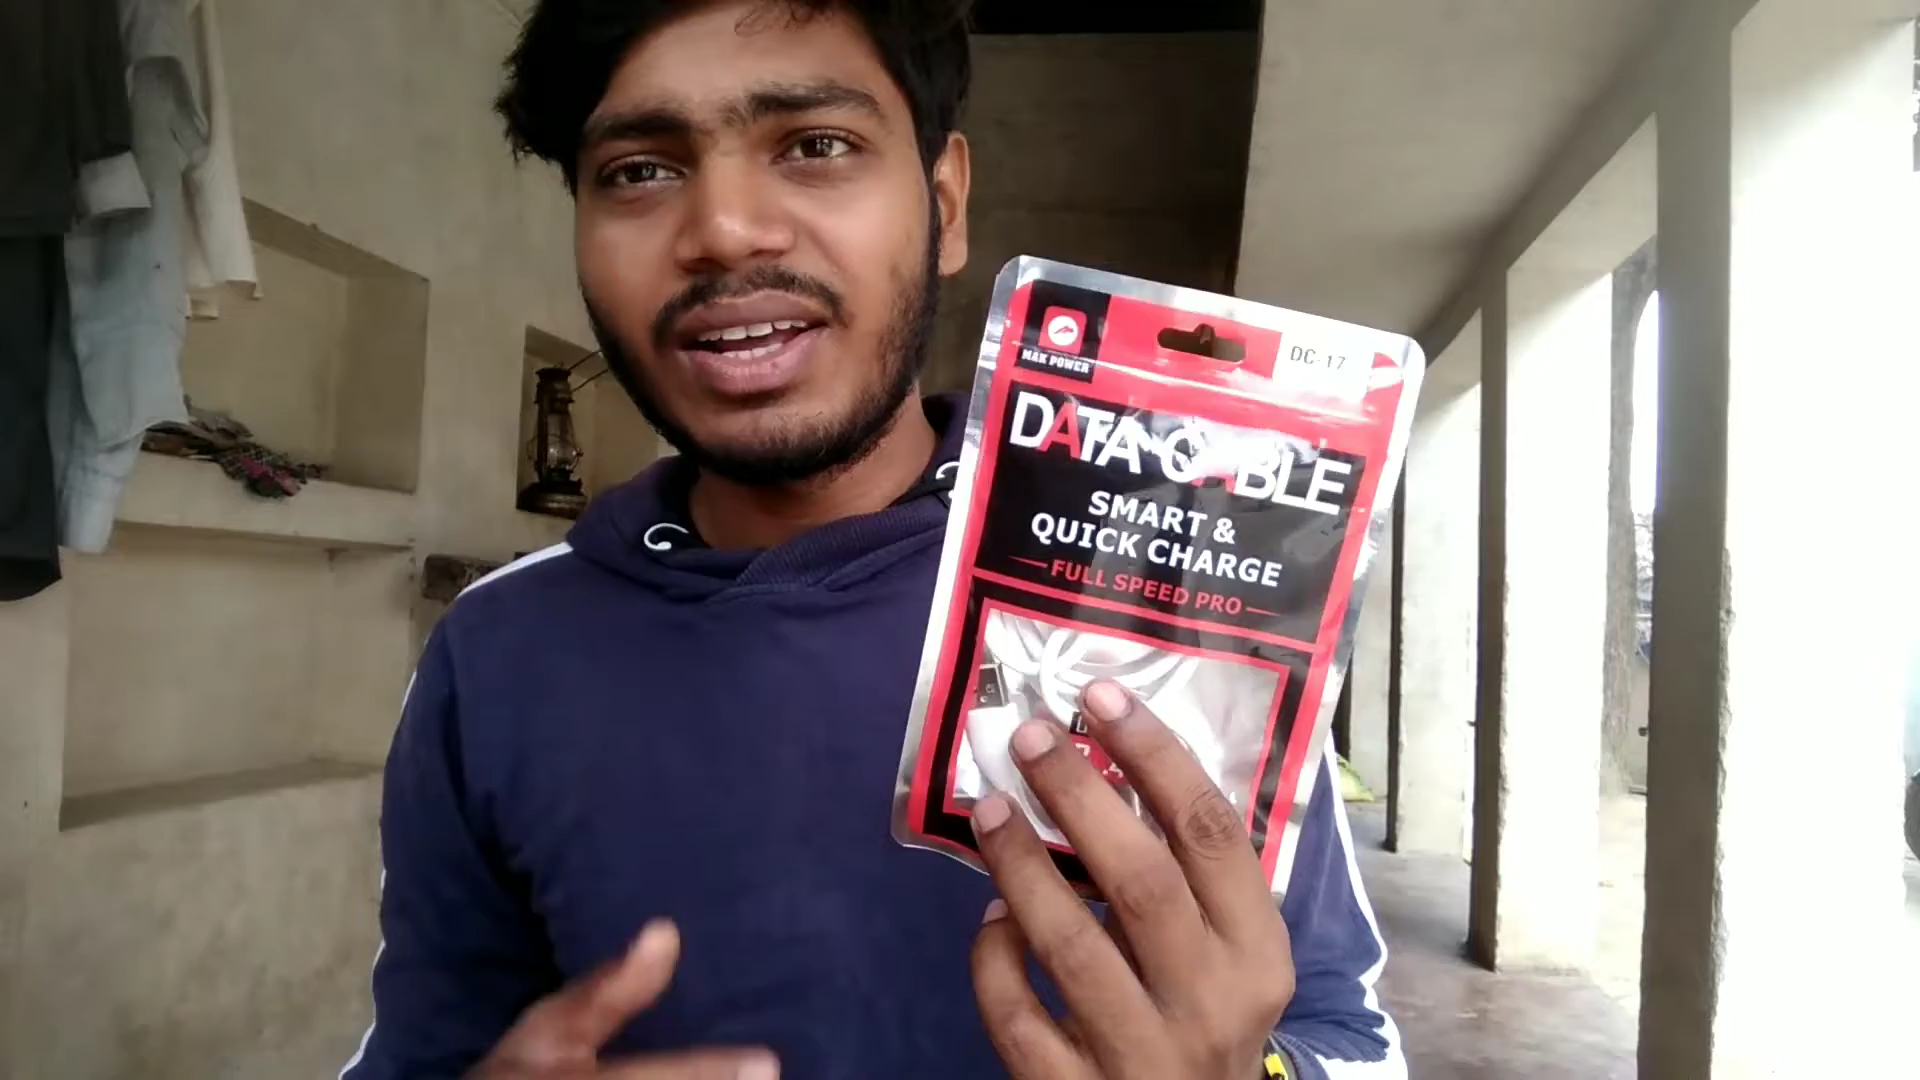 MAK POWER
DC-17
DATA CABLE
SMART &
QUICK CHARGE
FULL SPEED PRO